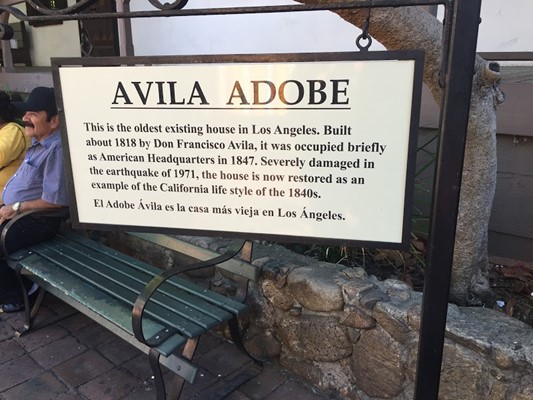 AVILA ADOBE
This is the oldest existing house in Los Angeles. Built
about 1818 by Don Francisco Avila, it was occupied briefly
as American Headquarters in 1847. Severely damaged in
the earthquake of 1971, the house is now restored as an
example of the California life style of the 1840s.
El Adobe Ávila es la casa más vieja en Los Ángeles.